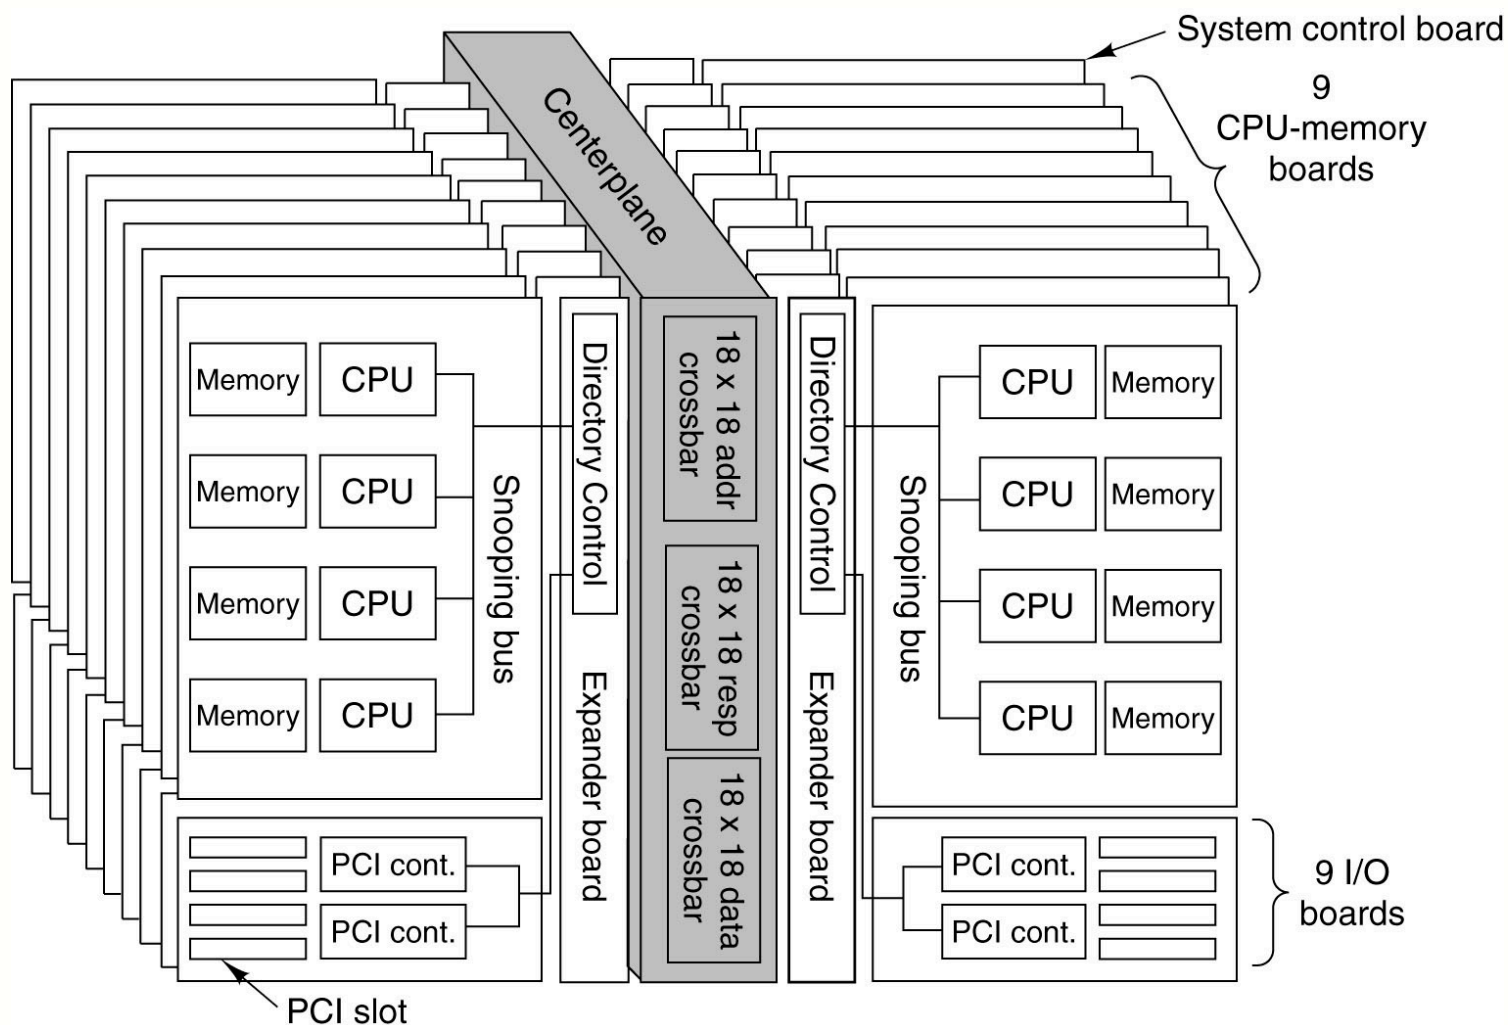 System control board
9
CPU-memory
boards
Centerplane
Memory
CPU
Memory
CPU
Memory
CPU
Memory
CPU
Snooping bus
Directory Control
Expander board
18 x 18 addr
crossbar
18 x 18 resp
crossbar
18 x 18 data
crossbar
Directory Control
Expander board
Snooping bus
CPU
Memory
CPU
Memory
CPU
Memory
CPU
Memory
PCI cont.
PCI cont.
PCI cont.
PCI cont.
9 I/O
boards
PCI slot